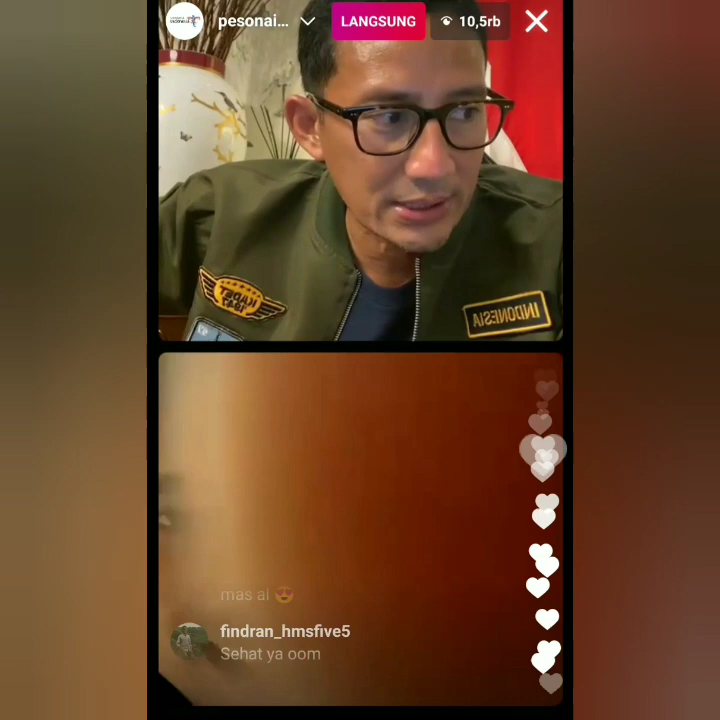 pesonai...
LANGSUNG
10,5rb
INDONESIA
mas al 😍
findran_hmsfive5
Sehat ya oom